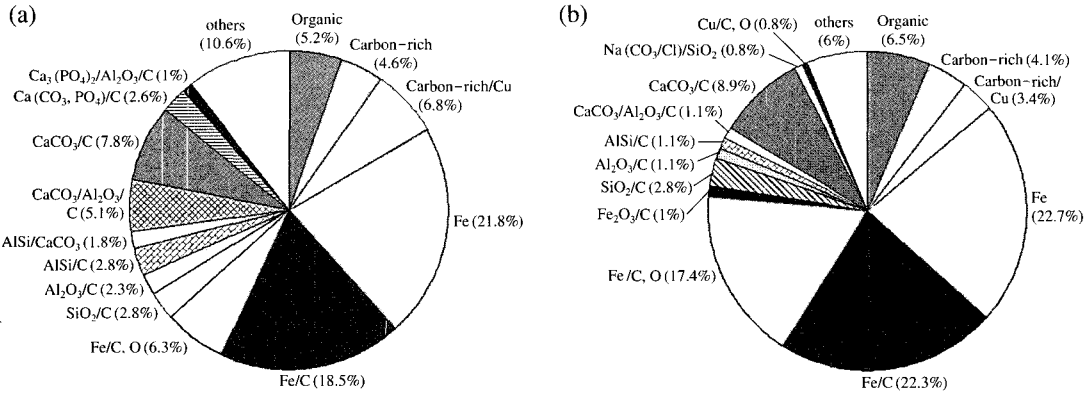 (a)
others
(10.6%)
Organic
(5.2%)
Carbon-rich
(4.6%)
Carbon-rich/Cu
(6.8%)
Fe (21.8%)
Fe/C (18.5%)
Fe/C, O (6.3%)
SiO₂/C (2.8%)
Al₂O₃/C (2.3%)
AlSi/C (2.8%)
AlSi/CaCO₃ (1.8%)
CaCO₃/Al₂O₃/
C (5.1%)
CaCO₃/C (7.8%)
Ca (CO₃, PO₄)/C (2.6%)
Ca₃ (PO₄)₂/Al₂O₃/C (1%)
(b)
Cu/C, O (0.8%)
others
(6%)
Organic
(6.5%)
Carbon-rich (4.1%)
Carbon-rich/
Cu (3.4%)
Fe
(22.7%)
Fe/C (22.3%)
Fe/C, O (17.4%)
Fe₂O₃/C (1%)
SiO₂/C (2.8%)
Al₂O₃/C (1.1%)
AlSi/C (1.1%)
CaCO₃/Al₂O₃/C (1.1%)
CaCO₃/C (8.9%)
Na (CO₃/Cl)/SiO₂ (0.8%)